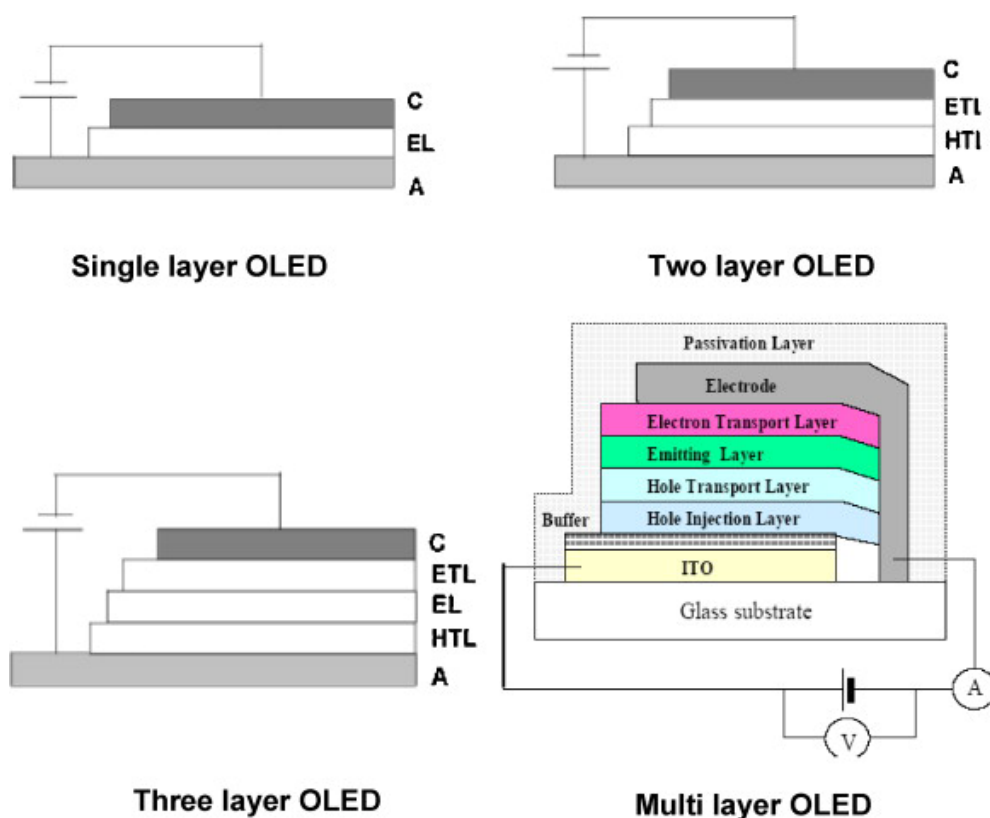 C
EL
A
Single layer OLED
C
ETl
HTl
A
Two layer OLED
C
ETL
EL
HTL
A
Three layer OLED
Passivation Layer
Electrode
Electron Transport Layer
Emitting Layer
Hole Transport Layer
Buffer
Hole Injection Layer
ITO
Glass substrate
A
V
Multi layer OLED